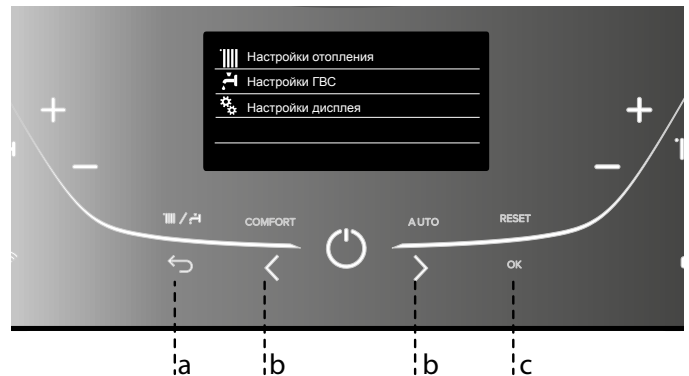 Настройки отопления
Настройки ГВС
Настройки дисплея
COMFORT AUTO RESET
OK
a b b c